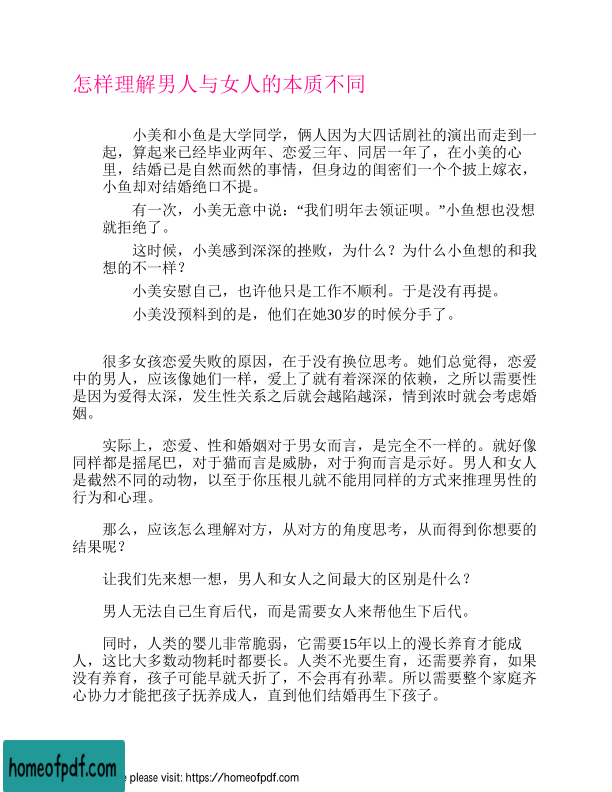 怎样理解男人与女人的本质不同
小美和小鱼是大学同学，俩人因为大四话剧社的演出而走到一
起，算起来已经毕业两年、恋爱三年、同居一年了，在小美的心
里，结婚已是自然而然的事情，但身边的闺密们一个个披上嫁衣，
小鱼却对结婚绝口不提。
有一次，小美无意中说：“我们明年去领证呗。”小鱼想也没想
就拒绝了。
这时候，小美感到深深的挫败，为什么？为什么小鱼想的和我
想的不一样？
小美安慰自己，也许他只是工作不顺利。于是没有再提。
小美没预料到的是，他们在她30岁的时候分手了。
很多女孩恋爱失败的原因，在于没有换位思考。她们总觉得，恋爱
中的男人，应该像她们一样，爱上了就有着深深的依赖，之所以需要性
是因为爱得太深，发生性关系之后就会越陷越深，情到浓时就会考虑婚
姻。
实际上，恋爱、性和婚姻对于男女而言，是完全不一样的。就好像
同样都是摇尾巴，对于猫而言是威胁，对于狗而言是示好。男人和女人
是截然不同的动物，以至于你压根儿就不能用同样的方式来推理男性的
行为和心理。
那么，应该怎么理解对方，从对方的角度思考，从而得到你想要的
结果呢？
让我们先来想一想，男人和女人之间最大的区别是什么？
男人无法自己生育后代，而是需要女人来帮他生下后代。
同时，人类的婴儿非常脆弱，它需要15年以上的漫长养育才能成
人，这比大多数动物耗时都要长。人类不光要生育，还需要养育，如果
没有养育，孩子可能早就夭折了，不会再有孙辈。所以需要整个家庭齐
心协力才能把孩子抚养成人，直到他们结婚再生下孩子。
homeofpdf.com
e please visit: https://homeofpdf.com